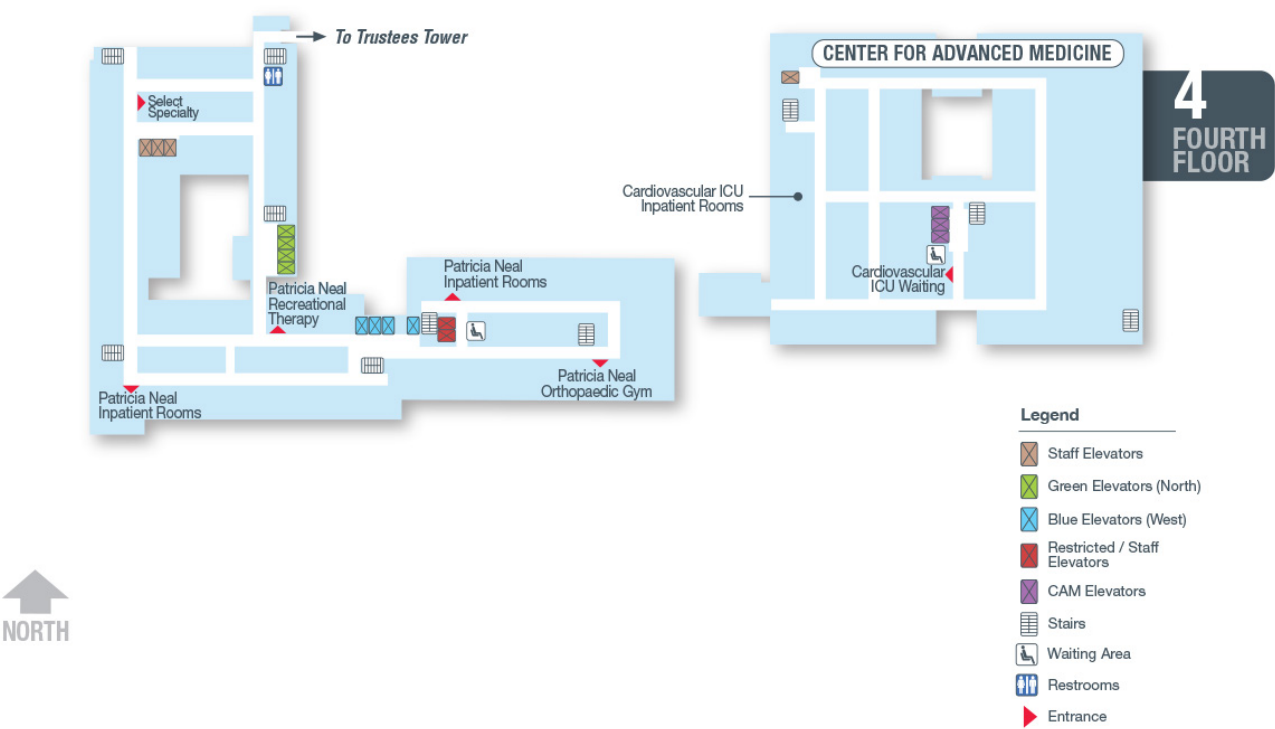 To Trustees Tower
CENTER FOR ADVANCED MEDICINE
4
FOURTH
FLOOR
Select
Specialty
Cardiovascular ICU
Inpatient Rooms
Patricia Neal
Inpatient Rooms
Cardiovascular
ICU Waiting
Patricia Neal
Recreational
Therapy
Patricia Neal
Orthopaedic Gym
Patricia Neal
Inpatient Rooms
Legend
Staff Elevators
Green Elevators (North)
Blue Elevators (West)
Restricted / Staff
Elevators
CAM Elevators
Stairs
Waiting Area
Restrooms
Entrance
NORTH